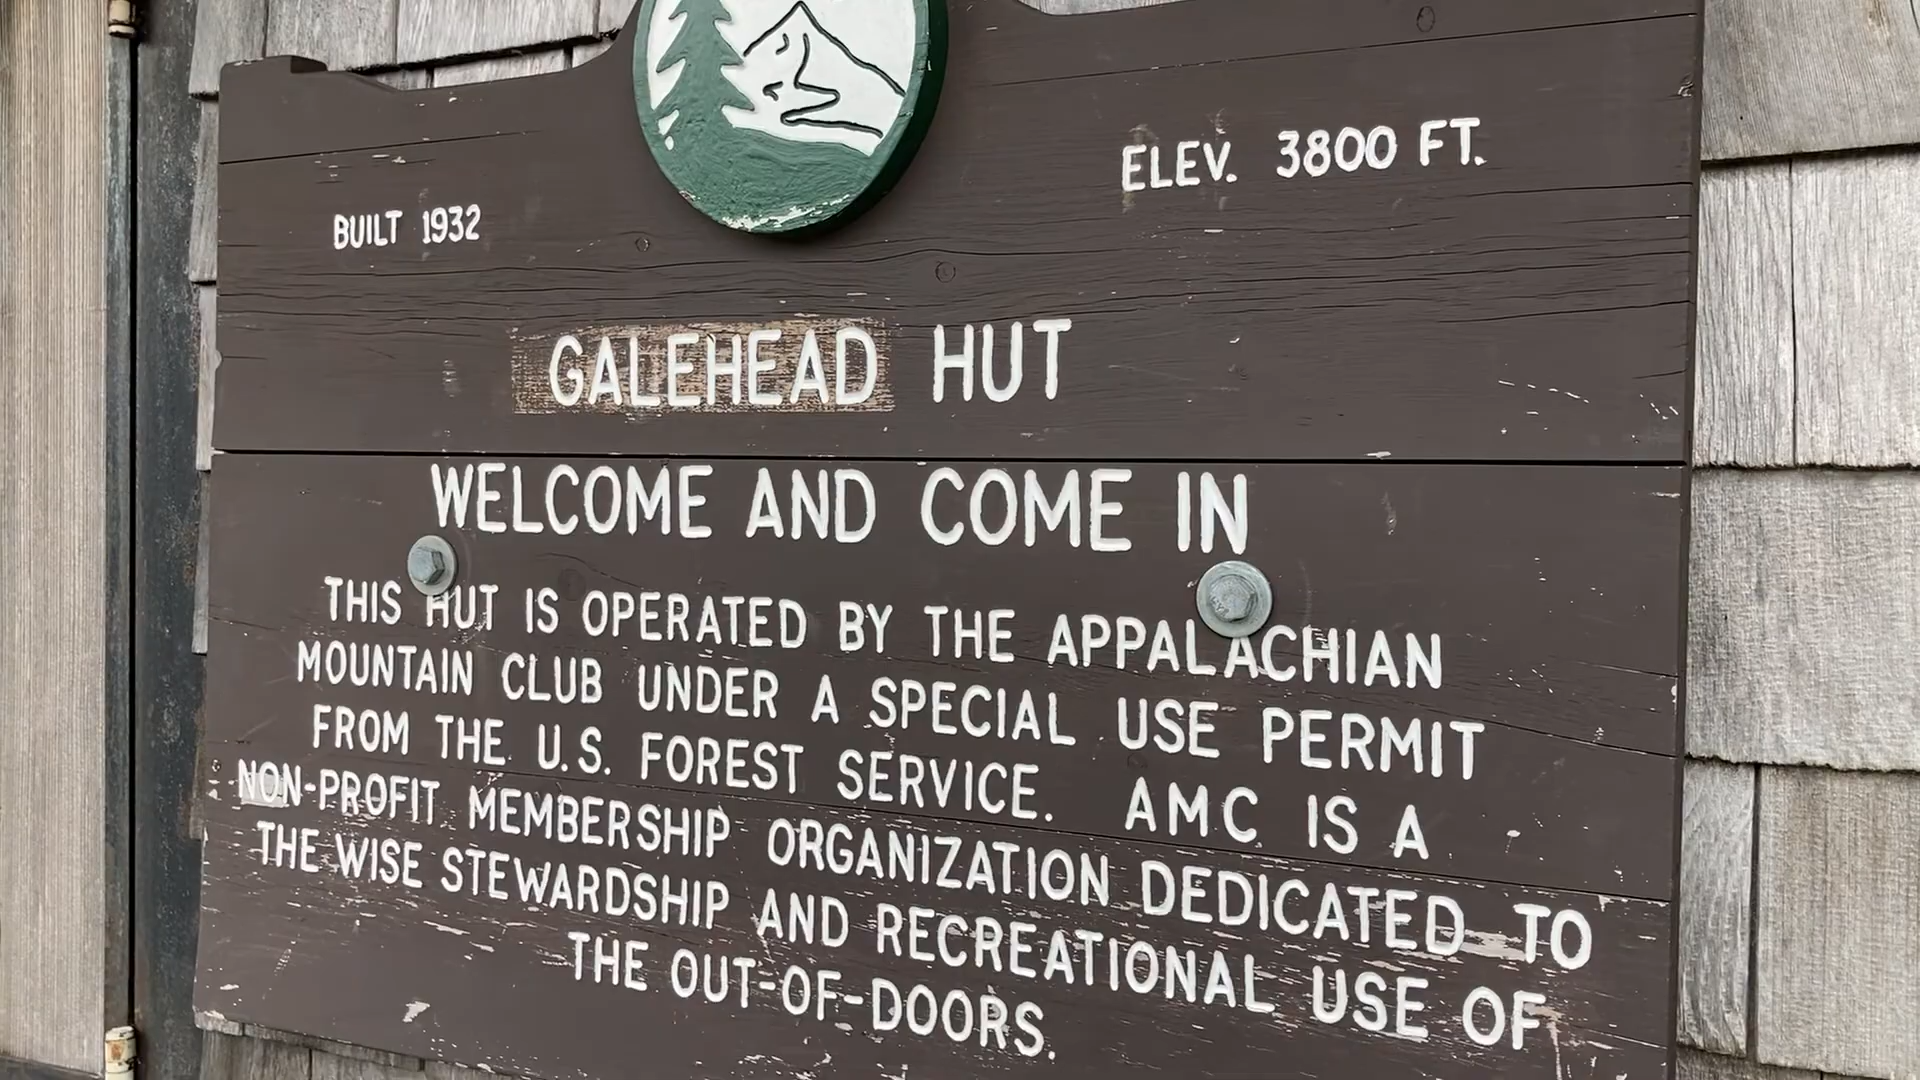 BUILT 1932
ELEV. 3800 FT.
GALEHEAD HUT
WELCOME AND COME IN
THIS HUT IS OPERATED BY THE APPALACHIAN
MOUNTAIN CLUB UNDER A SPECIAL USE PERMIT
FROM THE U.S. FOREST SERVICE. AMC IS A
NON-PROFIT MEMBERSHIP ORGANIZATION DEDICATED TO
THE WISE STEWARDSHIP AND RECREATIONAL USE OF
THE OUT-OF-DOORS.